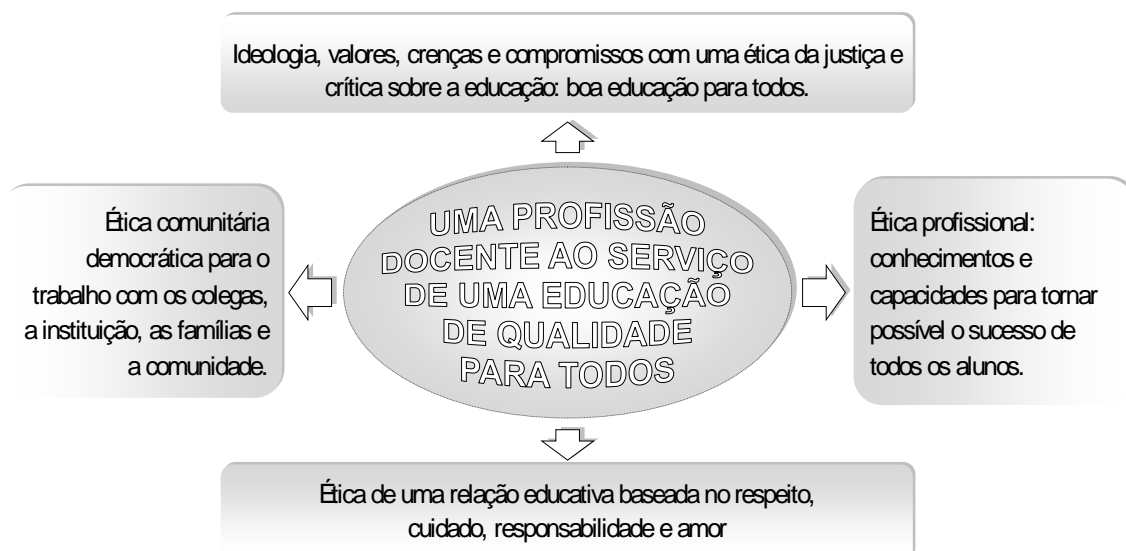 Ideologia, valores, crenças e compromissos com uma ética da justiça e
crítica sobre a educação: boa educação para todos.
Ética comunitária
democrática para o
trabalho com os colegas,
a instituição, as famílias e
a comunidade.
UMA PROFISSÃO
DOCENTE AO SERVIÇO
DE UMA EDUCAÇÃO
DE QUALIDADE
PARA TODOS
Ética profissional:
conhecimentos e
capacidades para tornar
possível o sucesso de
todos os alunos.
Ética de uma relação educativa baseada no respeito,
cuidado, responsabilidade e amor